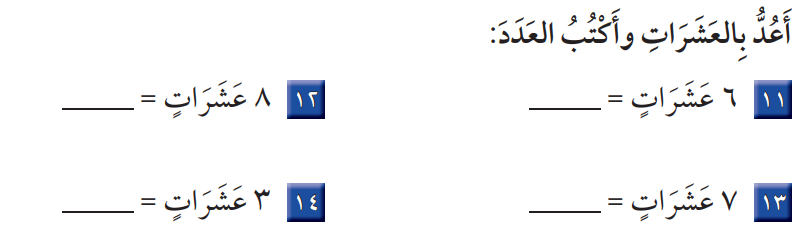 أَعُدُّ بِالعَشَرَاتِ وأَكْتُبُ العَدَدَ:
١١ ٦ عَشَرَاتٍ = _____
١٢ ٨ عَشَرَاتٍ = _____
١٣ ٧ عَشَرَاتٍ = _____
١٤ ٣ عَشَرَاتٍ = _____